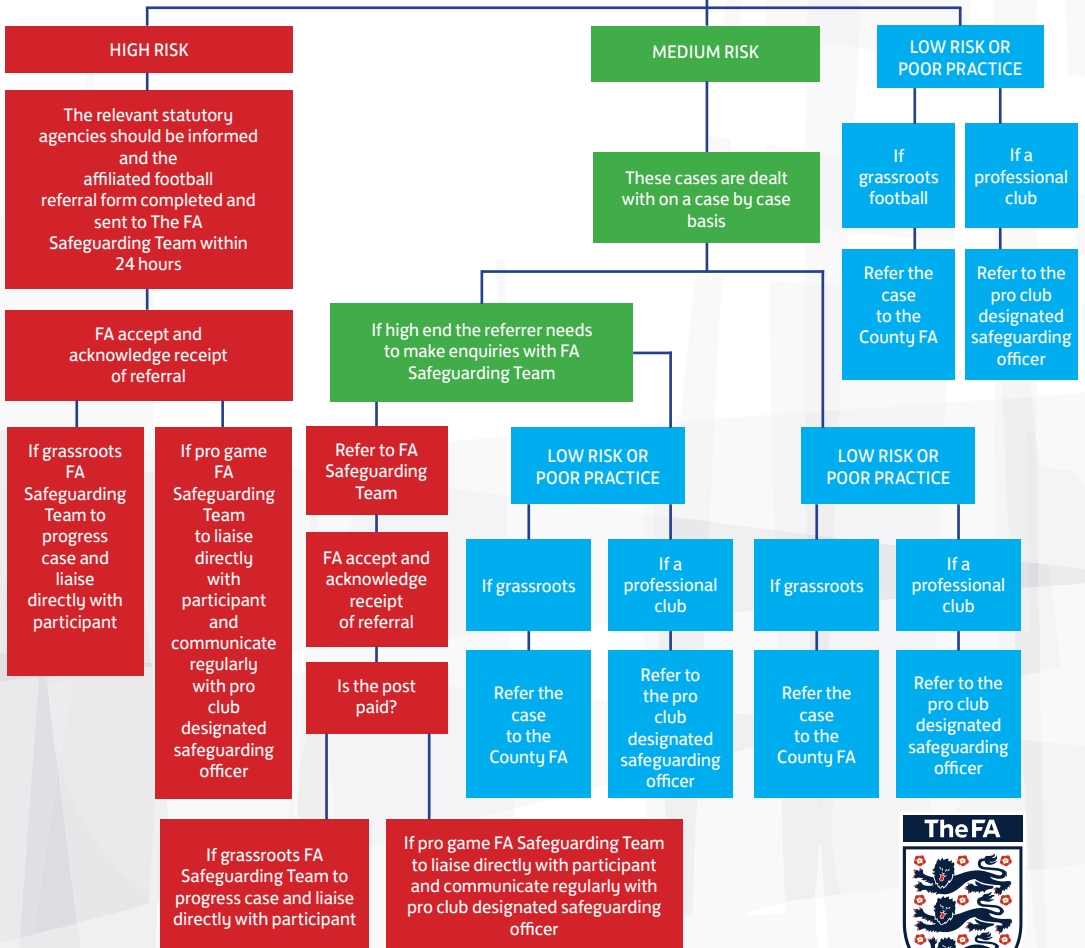 HIGH RISK
The relevant statutory
agencies should be informed
and the
affiliated football
referral form completed and
sent to The FA
Safeguarding Team within
24 hours
FA accept and
acknowledge receipt
of referral
If grassroots
FA
Safeguarding
Team to
progress
case and
liaise
directly with
participant
If pro game
FA
Safeguarding
Team
to liaise
directly
with
participant
and
communicate
regularly
with pro
club
designated
safeguarding
officer
MEDIUM RISK
These cases are dealt
with on a case by case
basis
If high end the referrer needs
to make enquiries with FA
Safeguarding Team
Refer to FA
Safeguarding
Team
FA accept and
acknowledge
receipt
of referral
Is the post
paid?
If grassroots FA
Safeguarding Team to
progress case and liaise
directly with participant
If pro game FA Safeguarding Team
to liaise directly with participant
and communicate regularly with
pro club designated safeguarding
officer
LOW RISK OR
POOR PRACTICE
If grassroots
Refer the
case
to the
County FA
If a
professional
club
Refer to
the pro
club
designated
safeguarding
officer
LOW RISK OR
POOR PRACTICE
If grassroots
Refer the
case
to the
County FA
If a
professional
club
Refer to the
pro club
designated
safeguarding
officer
LOW RISK OR
POOR PRACTICE
If
grassroots
football
Refer the
case
to the
County FA
If a
professional
club
Refer to the
pro club
designated
safeguarding
officer
The FA